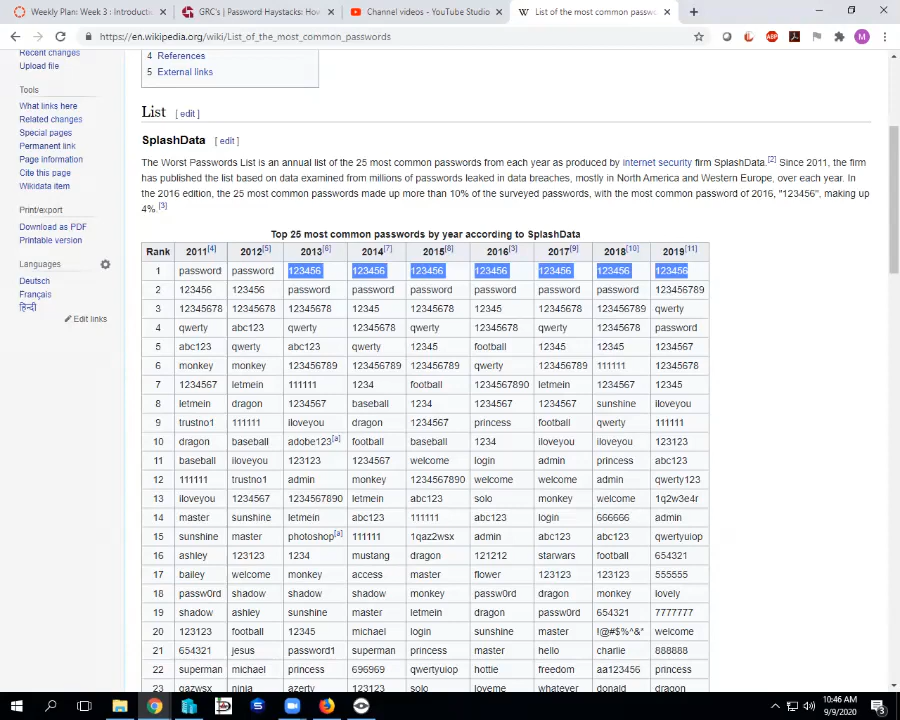 Weekly Plan: Week 3 : Introduction
GRC's | Password Haystacks: How
Channel videos - YouTube Studio
List of the most common passw
https://en.wikipedia.org/wiki/List_of_the_most_common_passwords
ABP
M
Recent changes
Upload file
Tools
What links here
Related changes
Special pages
Permanent link
Page information
Cite this page
Wikidata item
Print/export
Download as PDF
Printable version
Languages
Deutsch
Français
हिन्दी
Edit links
4 References
5 External links
List [ edit ]
SplashData [ edit ]
The Worst Passwords List is an annual list of the 25 most common passwords from each year as produced by internet security firm SplashData.[2] Since 2011, the firm
has published the list based on data examined from millions of passwords leaked in data breaches, mostly in North America and Western Europe, over each year. In
the 2016 edition, the 25 most common passwords made up more than 10% of the surveyed passwords, with the most common password of 2016, "123456", making up
4%.[3]
Top 25 most common passwords by year according to SplashData
Rank 2011[4] 2012[5] 2013[6] 2014[7] 2015[8] 2016[3] 2017[9] 2018[10] 2019[11]
1 password password 123456 123456 123456 123456 123456 123456 123456
2 123456 123456 password password password password password password 123456789
3 12345678 12345678 12345678 12345 12345678 12345 12345678 123456789 qwerty
4 qwerty abc123 qwerty 12345678 qwerty 12345678 qwerty 12345678 password
5 abc123 qwerty abc123 qwerty 12345 football 12345 12345 1234567
6 monkey monkey 123456789 123456789 123456789 qwerty 123456789 111111 12345678
7 1234567 letmein 111111 1234 football 1234567890 letmein 1234567 12345
8 letmein dragon 1234567 baseball 1234 1234567 1234567 sunshine iloveyou
9 trustno1 111111 iloveyou dragon 1234567 princess football qwerty 111111
10 dragon baseball adobe123[a] football baseball 1234 iloveyou iloveyou 123123
11 baseball iloveyou 123123 1234567 welcome login admin princess abc123
12 111111 trustno1 admin monkey 1234567890 welcome welcome admin qwerty123
13 iloveyou 1234567 1234567890 letmein abc123 solo monkey welcome 1q2w3e4r
14 master sunshine letmein abc123 111111 abc123 login 666666 admin
15 sunshine master photoshop[a] 111111 1qaz2wsx admin abc123 abc123 qwertyuiop
16 ashley 123123 1234 mustang dragon 121212 starwars football 654321
17 bailey welcome monkey access master flower 123123 123123 555555
18 passw0rd shadow shadow shadow monkey passw0rd dragon monkey lovely
19 shadow ashley sunshine master letmein dragon passw0rd 654321 7777777
20 123123 football 12345 michael login sunshine master !@#$%^&* welcome
21 654321 jesus password1 superman princess master hello charlie 888888
22 superman michael princess 696969 qwertyuiop hottie freedom aa123456 princess
23 qazwsx ninja azerty 123123 solo loveme whatever donald dragon
10:46 AM
9/9/2020
3